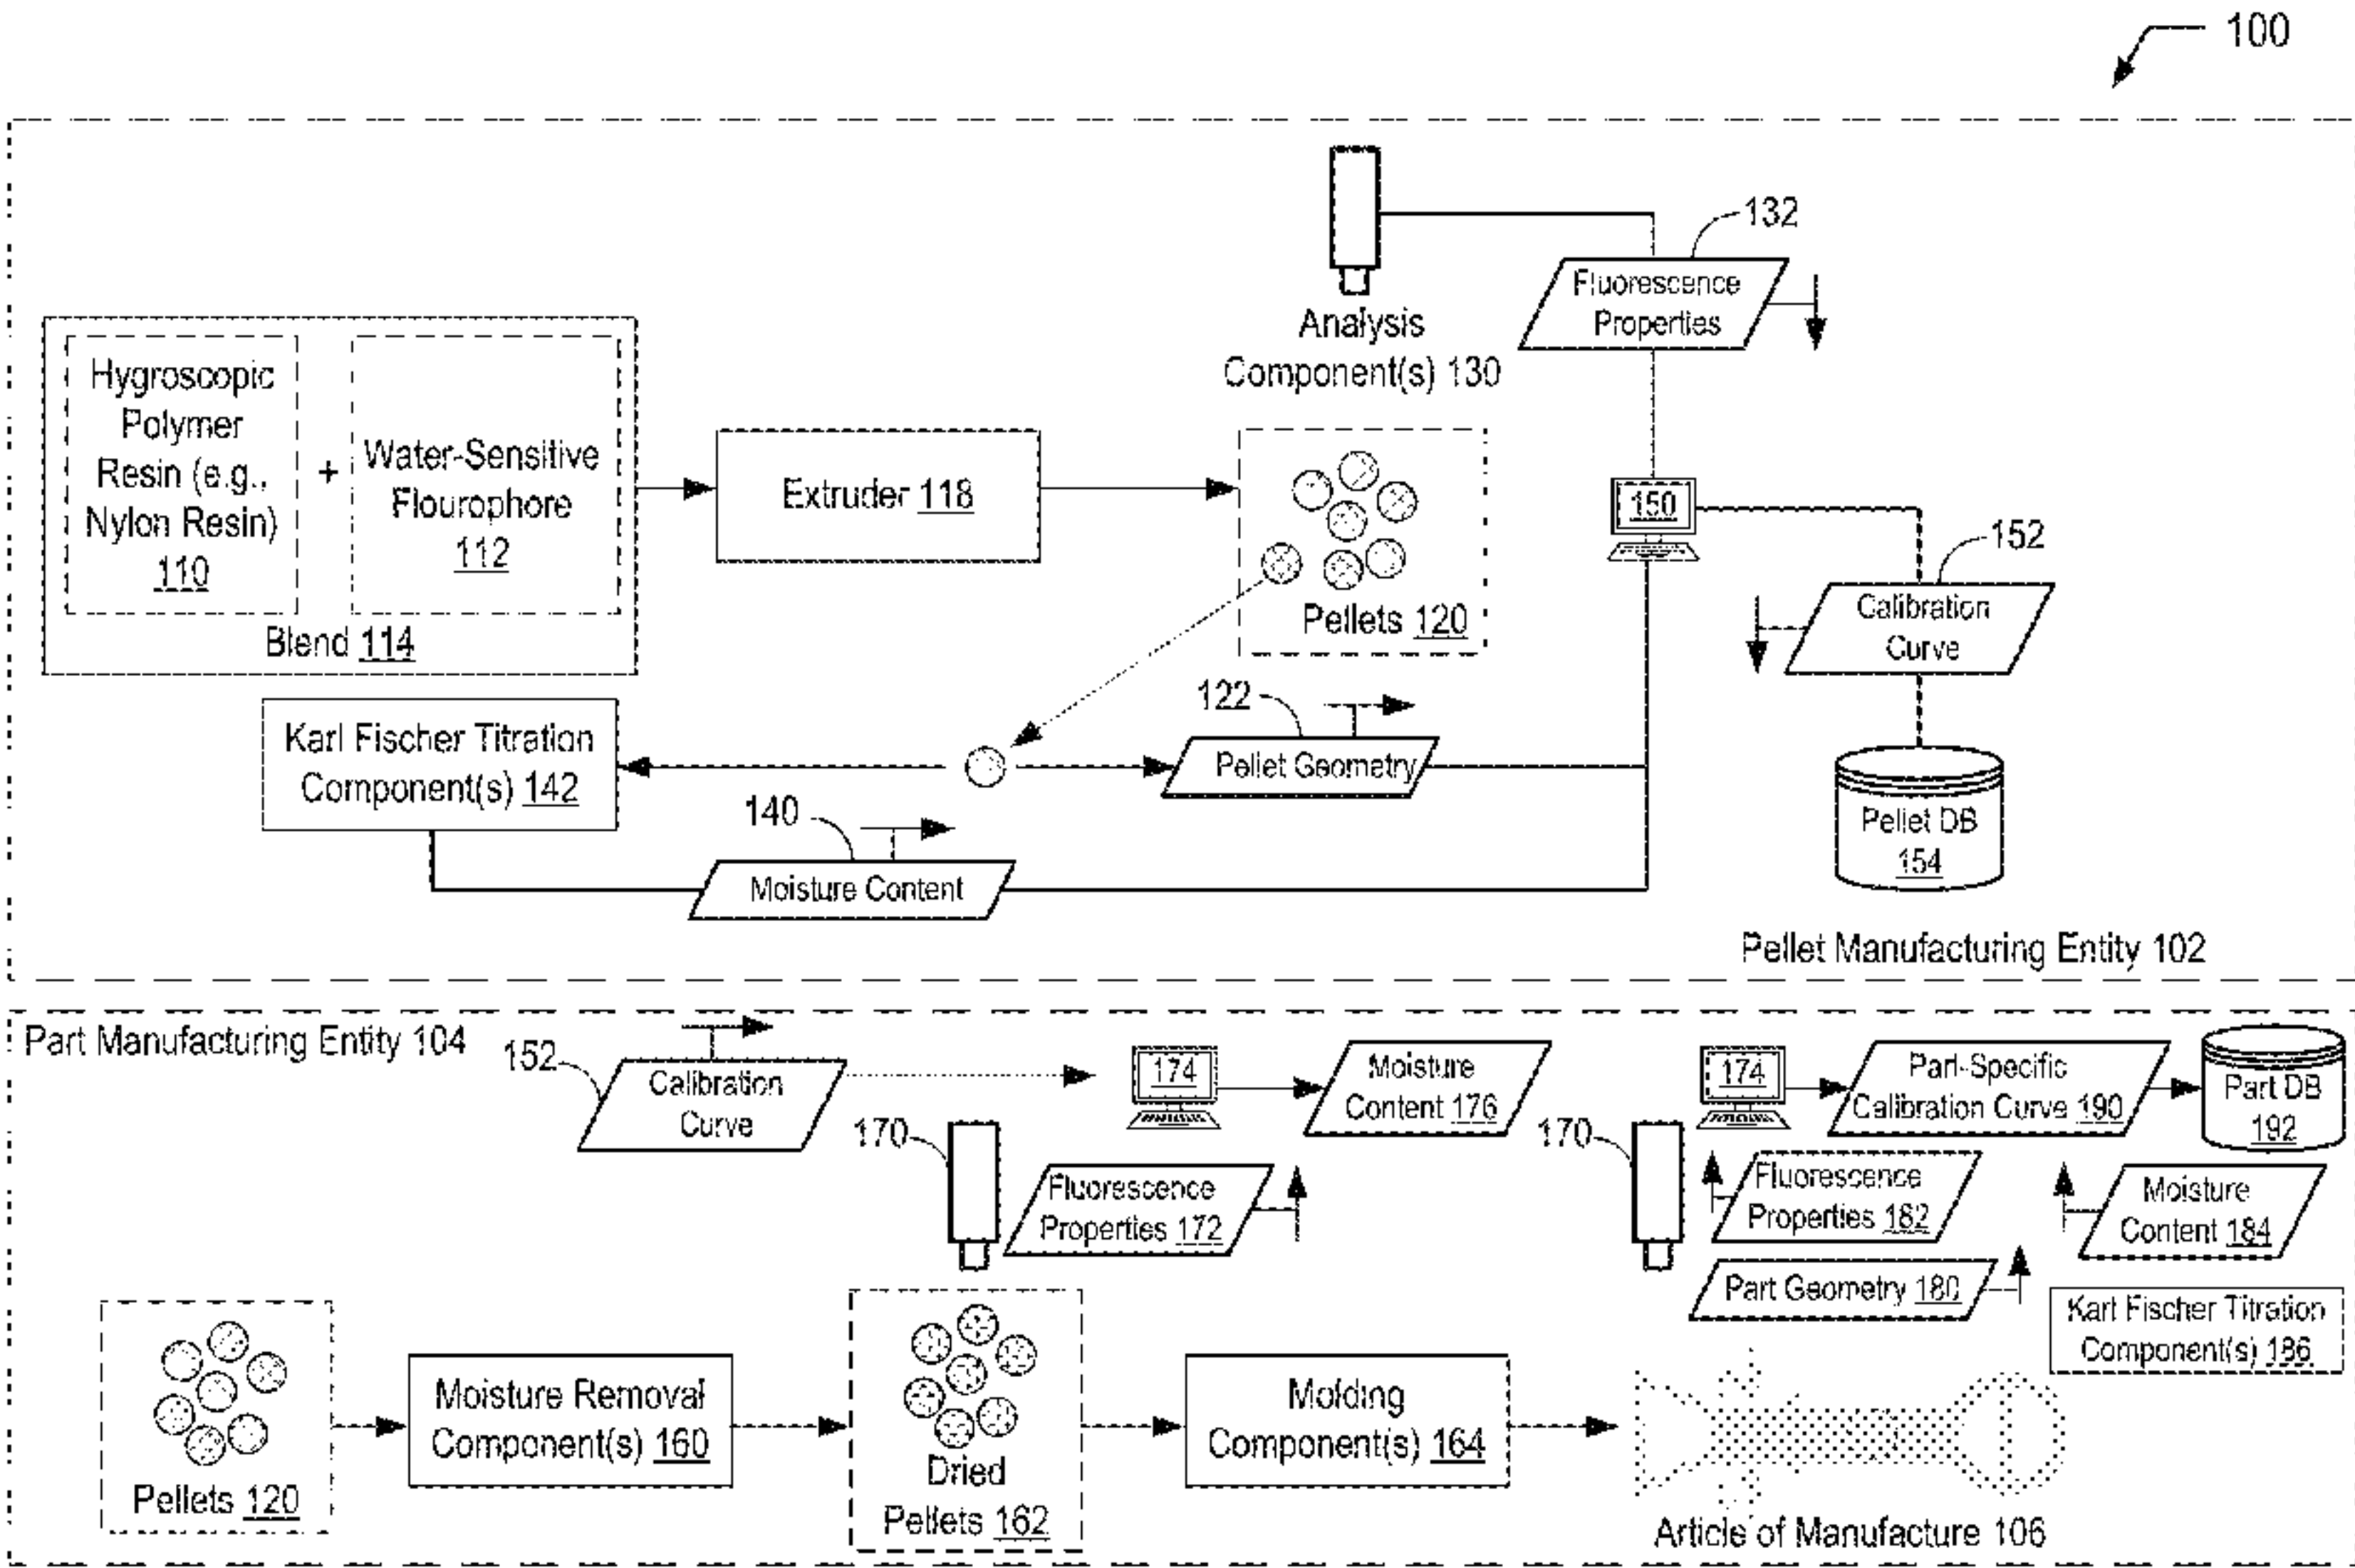 100
132
Fluorescence
Properties
Analysis
Component(s) 130
Hygroscopic
Polymer
Resin (e.g.,
Nylon Resin)
110
+
Water-Sensitive
Flourophore
112
Blend 114
Extruder 118
Pellets 120
150
152
Calibration
Curve
Pellet DB
154
Karl Fischer Titration
Component(s) 142
122
Pellet Geometry
140
Moisture Content
Pellet Manufacturing Entity 102
Part Manufacturing Entity 104
152
Calibration
Curve
174
Moisture
Content 176
170
Fluorescence
Properties 172
174
Part-Specific
Calibration Curve 190
Part DB
192
170
Fluorescence
Properties 182
Moisture
Content 184
Part Geometry 180
Karl Fischer Titration
Component(s) 186
Pellets 120
Moisture Removal
Component(s) 160
Dried
Pellets 162
Molding
Component(s) 164
Article of Manufacture 106